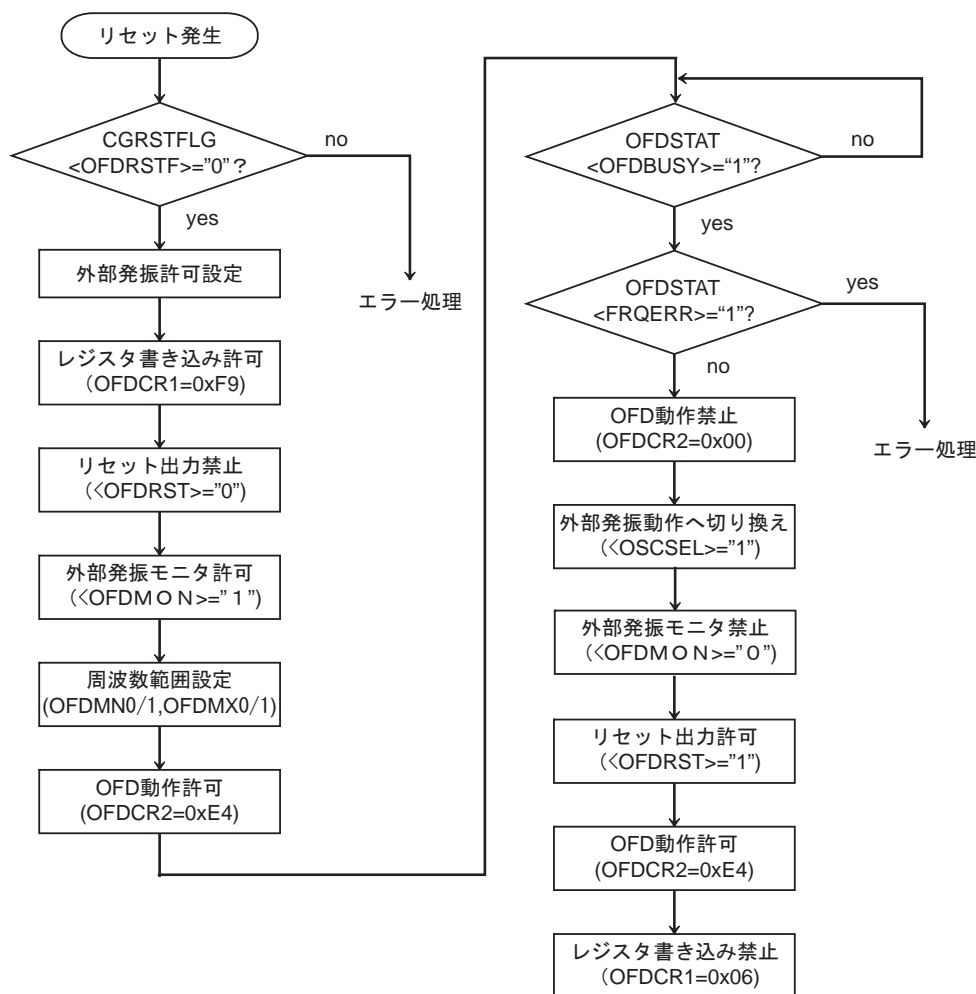 リセット発生
CGRSTFLG
<OFDRSTF>="0"?
no
yes
外部発振許可設定
エラー処理
レジスタ書き込み許可
(OFDCR1=0xF9)
リセット出力禁止
(<OFDRST>="0")
外部発振モニタ許可
(<OFDMON>="1")
周波数範囲設定
(OFDMN0/1,OFDMX0/1)
OFD動作許可
(OFDCR2=0xE4)
OFDSTAT
<OFDBUSY>="1"?
no
yes
OFDSTAT
<FRQERR>="1"?
yes
no
OFD動作禁止
(OFDCR2=0x00)
エラー処理
外部発振動作へ切り換え
(<OSCSEL>="1")
外部発振モニタ禁止
(<OFDMON>="0")
リセット出力許可
(<OFDRST>="1")
OFD動作許可
(OFDCR2=0xE4)
レジスタ書き込み禁止
(OFDCR1=0x06)